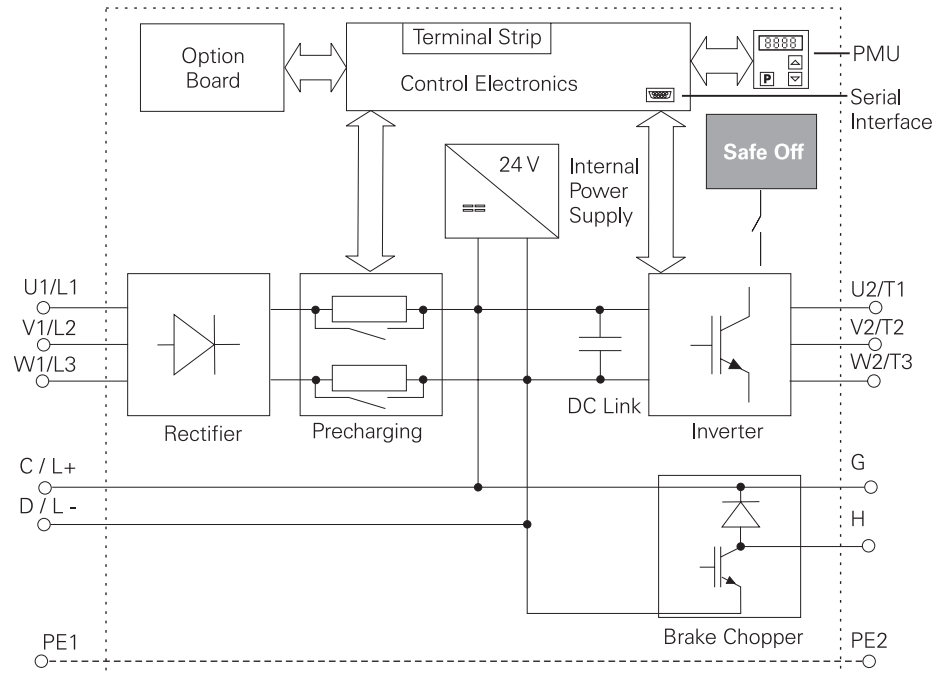 Option
Board
Terminal Strip
Control Electronics
8888
P
PMU
Serial
Interface
Safe Off
24 V
Internal
Power
Supply
U1/L1
V1/L2
W1/L3
U2/T1
V2/T2
W2/T3
Rectifier
Precharging
DC Link
Inverter
C / L+
D / L -
G
H
Brake Chopper
PE1
PE2